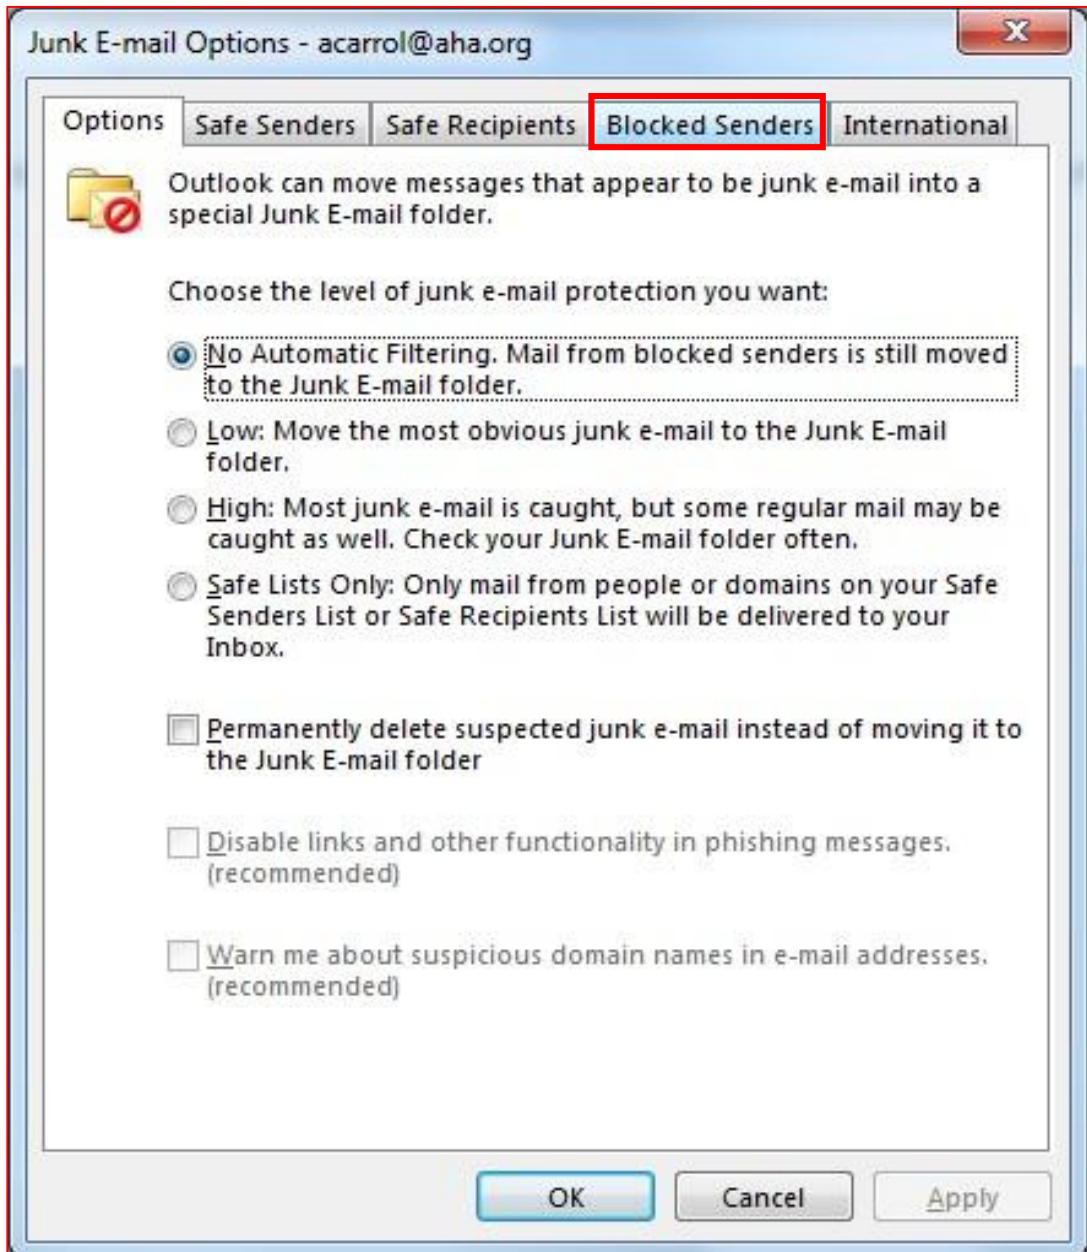 Junk E-mail Options - acarrol@aha.org
Options Safe Senders Safe Recipients Blocked Senders International
Outlook can move messages that appear to be junk e-mail into a
special Junk E-mail folder.
Choose the level of junk e-mail protection you want:
No Automatic Filtering. Mail from blocked senders is still moved
to the Junk E-mail folder.
Low: Move the most obvious junk e-mail to the Junk E-mail
folder.
High: Most junk e-mail is caught, but some regular mail may be
caught as well. Check your Junk E-mail folder often.
Safe Lists Only: Only mail from people or domains on your Safe
Senders List or Safe Recipients List will be delivered to your
Inbox.
Permanently delete suspected junk e-mail instead of moving it to
the Junk E-mail folder
Disable links and other functionality in phishing messages.
(recommended)
Warn me about suspicious domain names in e-mail addresses.
(recommended)
OK Cancel Apply